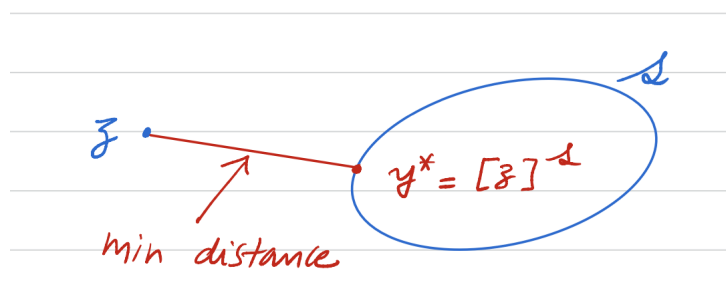 𝒮
z
y* = [z]^𝒮
min distance